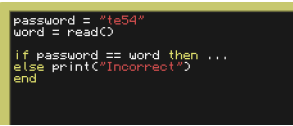 password = "te54"
word = read()
if password == word then ...
else print("Incorrect")
end